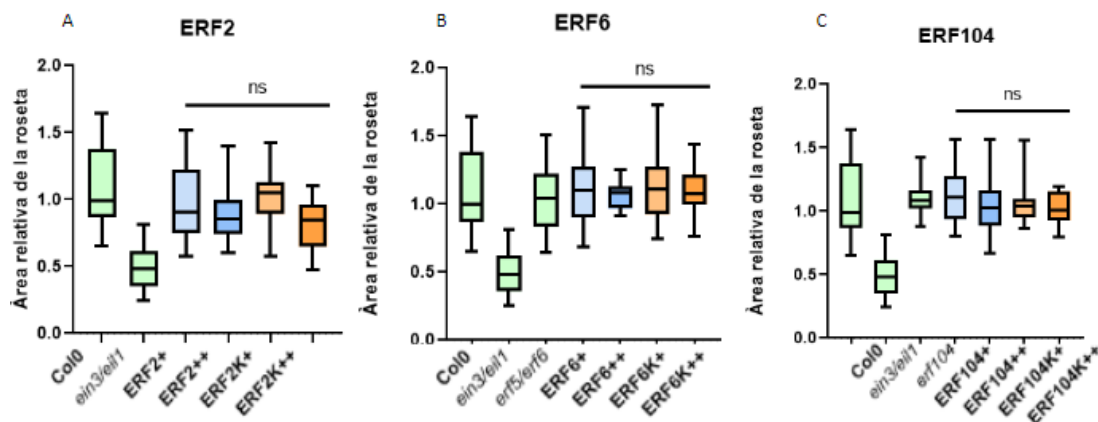 A
ERF2
Àrea relativa de la roseta
2.0
1.5
1.0
0.5
0.0
ns
Col0
ein3/eil1
ERF2+
ERF2++
ERF2K+
ERF2K++
B
ERF6
Àrea relativa de la roseta
2.0
1.5
1.0
0.5
0.0
ns
Col0
ein3/eil1
erf5/erf6
ERF6+
ERF6++
ERF6K+
ERF6K++
C
ERF104
Àrea relativa de la roseta
2.0
1.5
1.0
0.5
0.0
ns
Col0
ein3/eil1
erf104
ERF104+
ERF104++
ERF104K+
ERF104K++